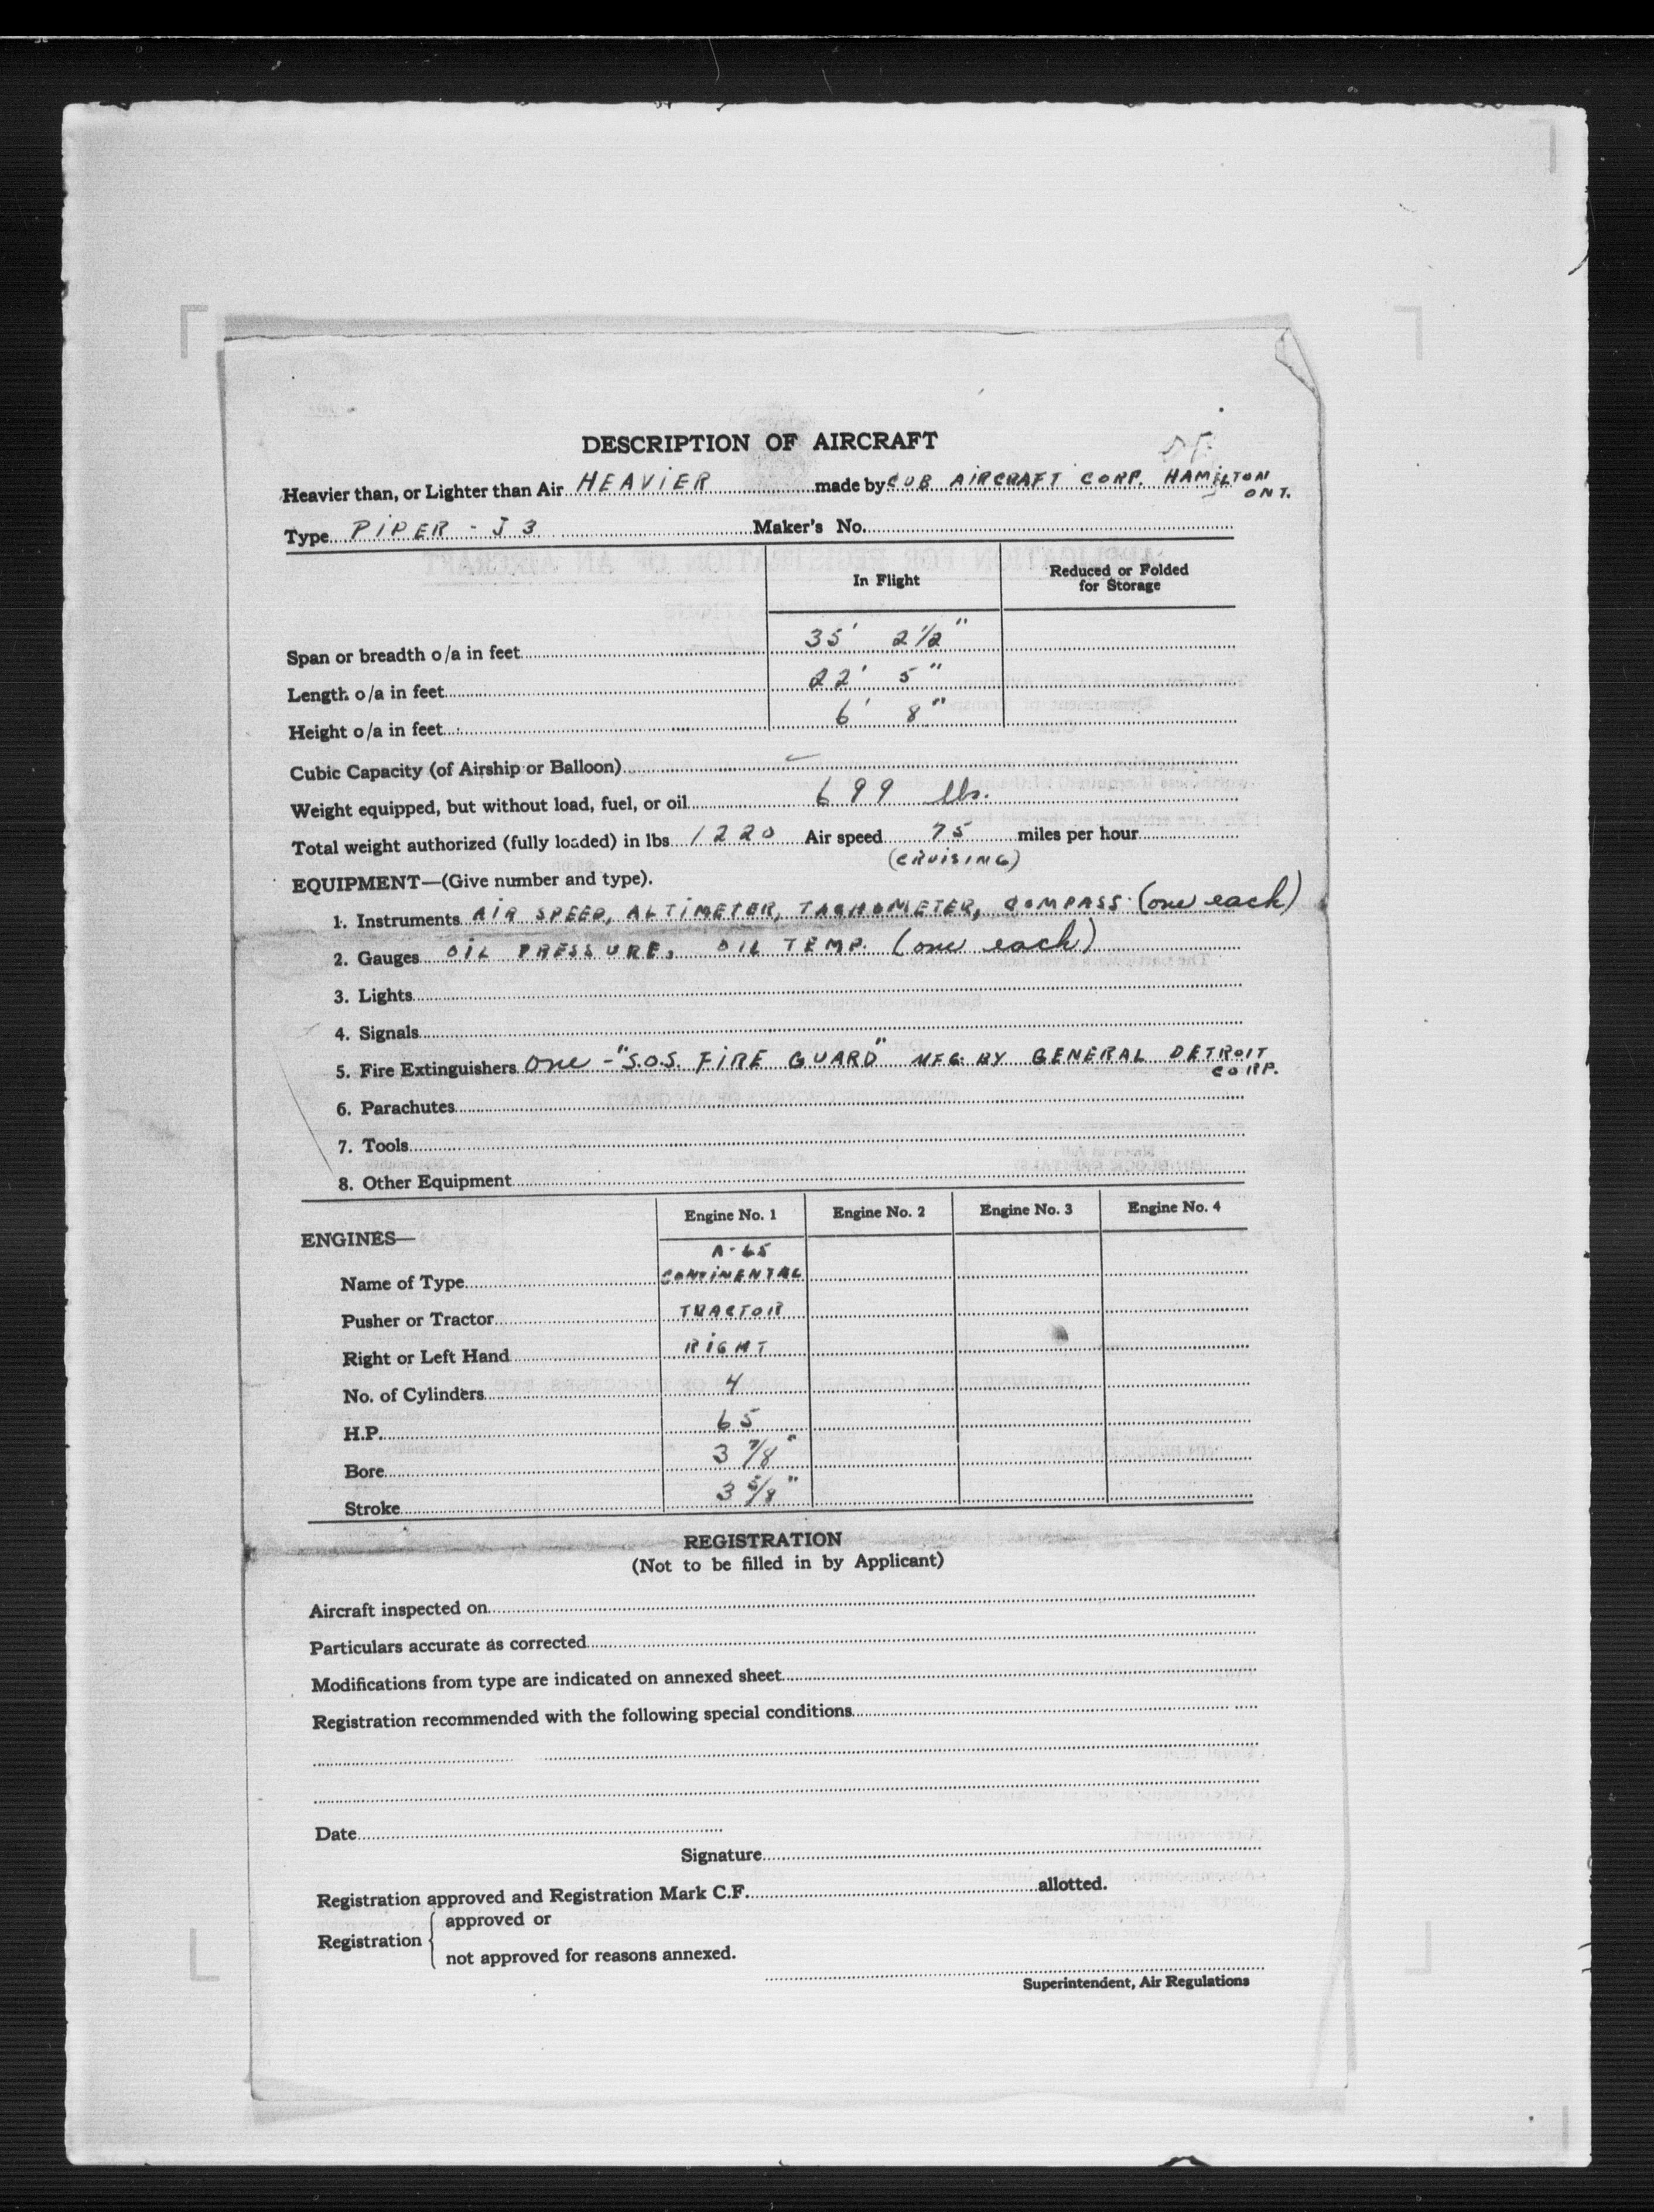 DESCRIPTION OF AIRCRAFT
Heavier than, or Lighter than Air HEAVIER made by CUB AIRCRAFT CORP. HAMILTON
ONT.
Type PIPER - J3 Maker's No.
In Flight Reduced or Folded
for Storage
Span or breadth o/a in feet 35' 2½"
Length o/a in feet 22' 5"
Height o/a in feet 6' 8"
Cubic Capacity (of Airship or Balloon)
Weight equipped, but without load, fuel, or oil 699 lbs.
Total weight authorized (fully loaded) in lbs 1220 Air speed 75 miles per hour
(CRUISING)
EQUIPMENT—(Give number and type).
1. Instruments AIR SPEED, ALTIMETER, TACHOMETER, COMPASS (one each)
2. Gauges OIL PRESSURE, OIL TEMP. (one each)
3. Lights
4. Signals
5. Fire Extinguishers One - "S.O.S. FIRE GUARD" MFG. BY GENERAL DETROIT
CORP.
6. Parachutes
7. Tools
8. Other Equipment
Engine No. 1 Engine No. 2 Engine No. 3 Engine No. 4
ENGINES—
A-65
Name of Type CONTINENTAL
Pusher or Tractor TRACTOR
Right or Left Hand RIGHT
No. of Cylinders 4
H.P. 65
Bore 3 7/8"
Stroke 3 5/8"
REGISTRATION
(Not to be filled in by Applicant)
Aircraft inspected on
Particulars accurate as corrected
Modifications from type are indicated on annexed sheet
Registration recommended with the following special conditions
Date
Signature
Registration approved and Registration Mark C.F. allotted.
Registration { approved or
not approved for reasons annexed.
Superintendent, Air Regulations